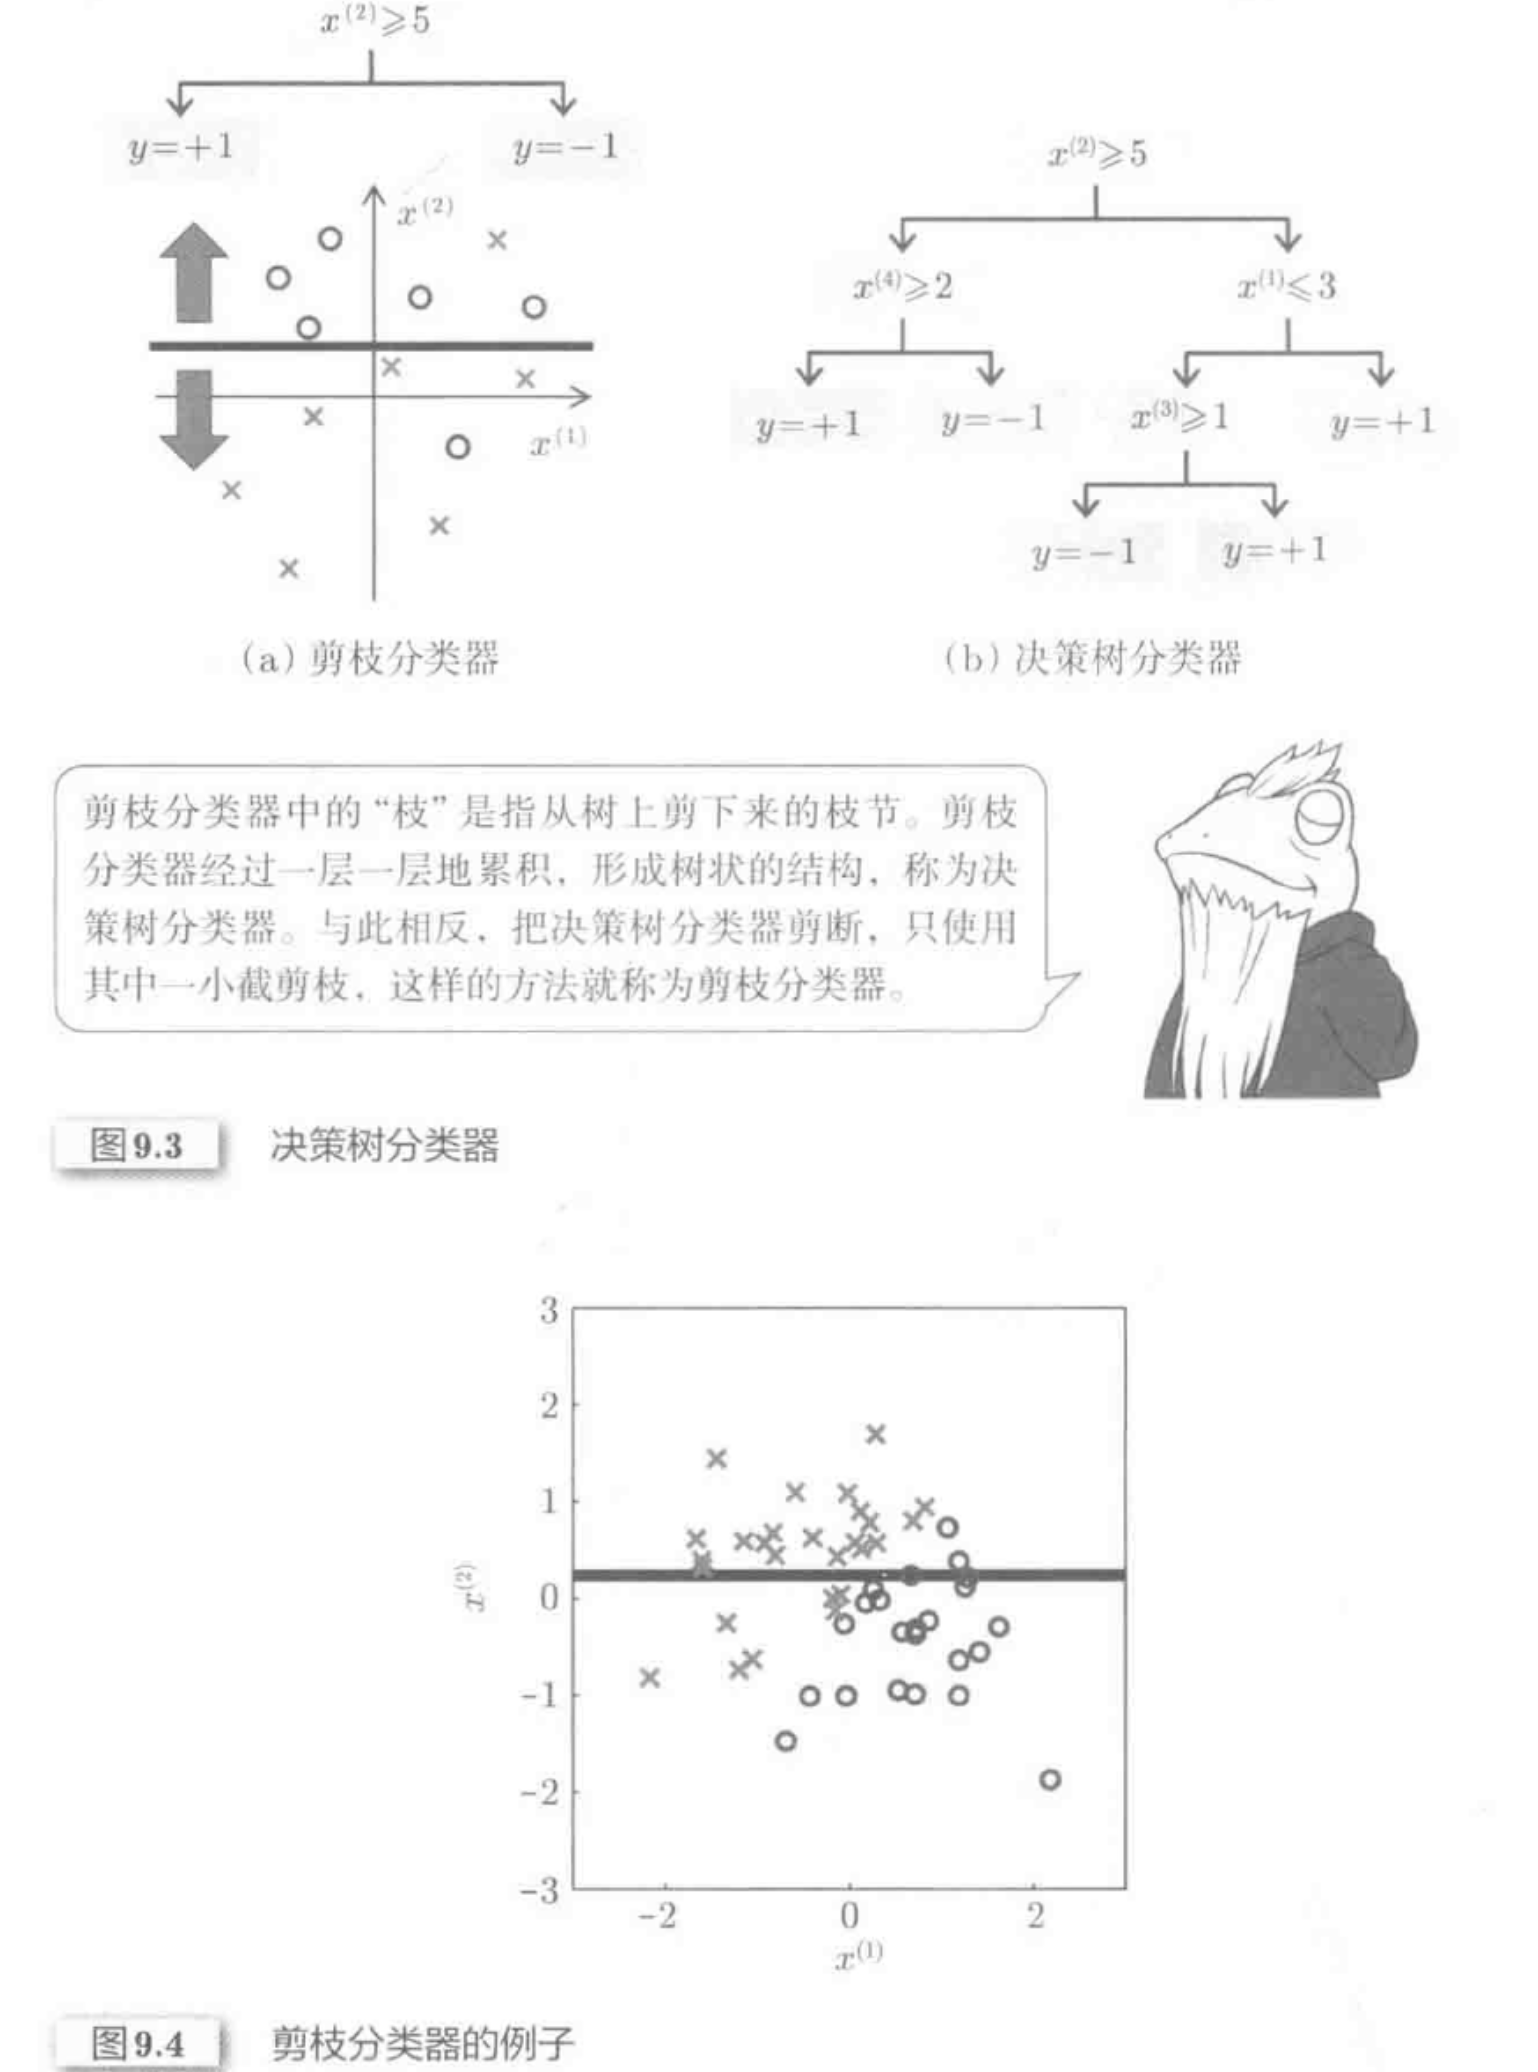 x⁽²⁾⩾5
y=+1 y=−1
x⁽²⁾
x⁽¹⁾
(a) 剪枝分类器
x⁽²⁾⩾5
x⁽⁴⁾⩾2 x⁽¹⁾⩽3
y=+1 y=−1 x⁽³⁾⩾1 y=+1
y=−1 y=+1
(b) 决策树分类器
剪枝分类器中的“枝”是指从树上剪下来的枝节。剪枝
分类器经过一层一层地累积，形成树状的结构，称为决
策树分类器。与此相反，把决策树分类器剪断，只使用
其中一小截剪枝，这样的方法就称为剪枝分类器。
图9.3 决策树分类器
3
2
1
0
−1
−2
−3
x⁽²⁾
−2 0 2
x⁽¹⁾
图9.4 剪枝分类器的例子